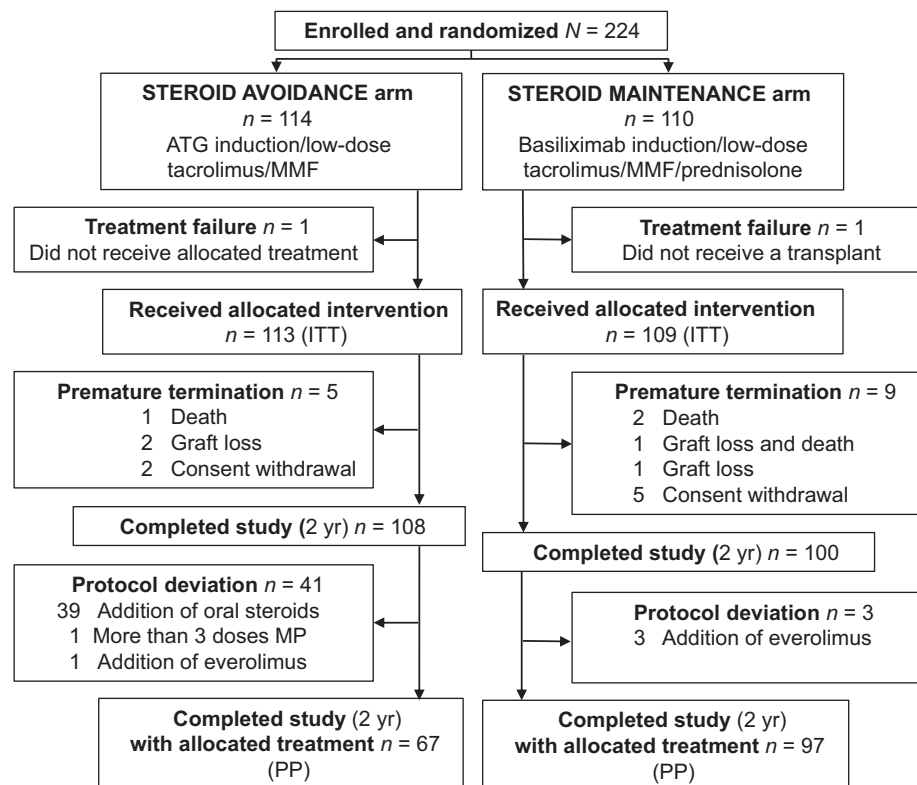 Enrolled and randomized N = 224
STEROID AVOIDANCE arm
n = 114
ATG induction/low-dose
tacrolimus/MMF
STEROID MAINTENANCE arm
n = 110
Basiliximab induction/low-dose
tacrolimus/MMF/prednisolone
Treatment failure n = 1
Did not receive allocated treatment
Treatment failure n = 1
Did not receive a transplant
Received allocated intervention
n = 113 (ITT)
Received allocated intervention
n = 109 (ITT)
Premature termination n = 5
1 Death
2 Graft loss
2 Consent withdrawal
Premature termination n = 9
2 Death
1 Graft loss and death
1 Graft loss
5 Consent withdrawal
Completed study (2 yr) n = 108
Completed study (2 yr) n = 100
Protocol deviation n = 41
39 Addition of oral steroids
1 More than 3 doses MP
1 Addition of everolimus
Protocol deviation n = 3
3 Addition of everolimus
Completed study (2 yr)
with allocated treatment n = 67
(PP)
Completed study (2 yr)
with allocated treatment n = 97
(PP)